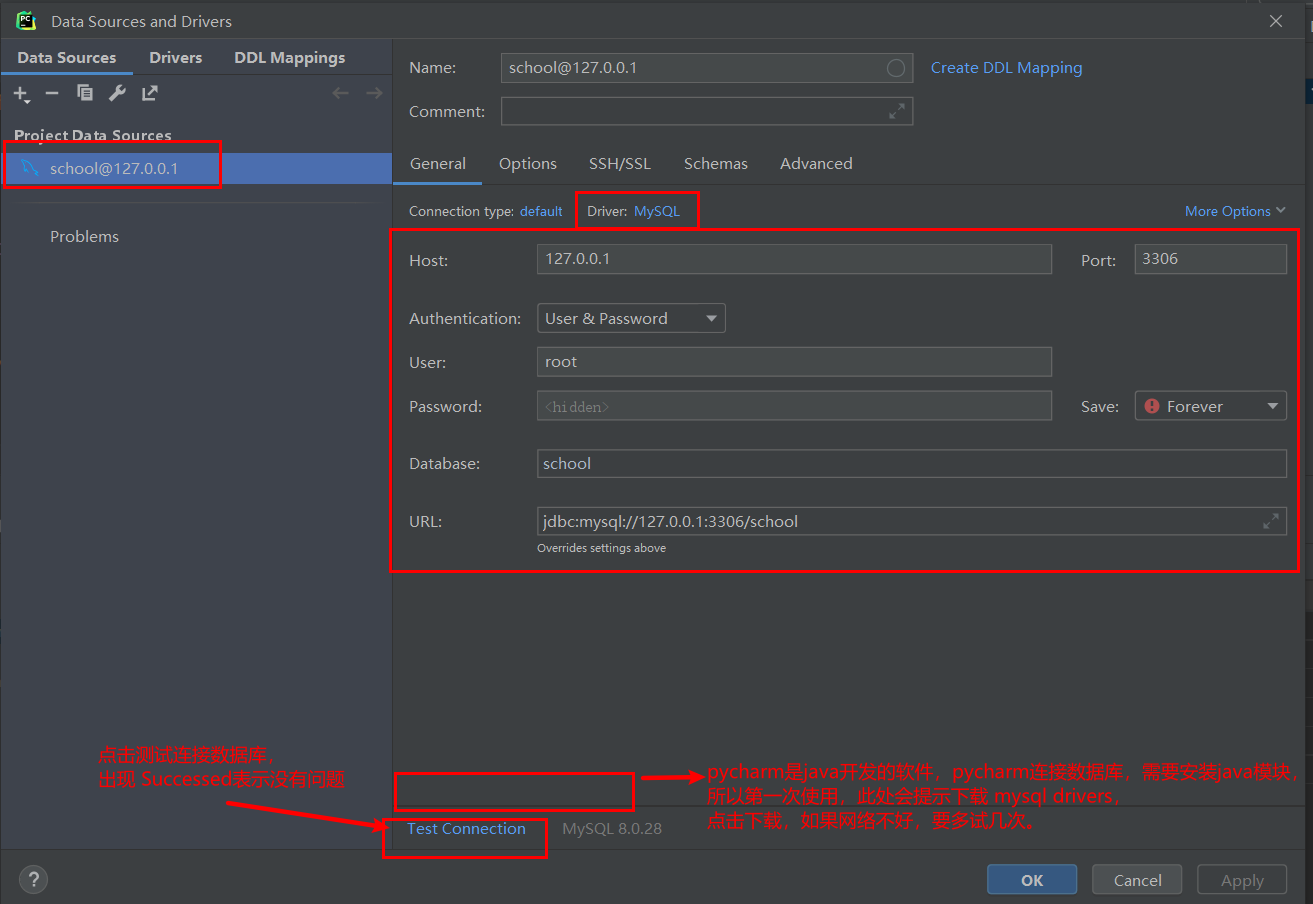 PC
Data Sources and Drivers
Data Sources Drivers DDL Mappings
Project Data Sources
school@127.0.0.1
Problems
Name: school@127.0.0.1 Create DDL Mapping
Comment:
General Options SSH/SSL Schemas Advanced
Connection type: default Driver: MySQL More Options
Host: 127.0.0.1 Port: 3306
Authentication: User & Password
User: root
Password: <hidden> Save: Forever
Database: school
URL: jdbc:mysql://127.0.0.1:3306/school
Overrides settings above
点击测试连接数据库，
出现 Successed表示没有问题
pycharm是java开发的软件，pycharm连接数据库，需要安装java模块，
所以第一次使用，此处会提示下载 mysql drivers，
点击下载，如果网络不好，要多试几次。
Test Connection MySQL 8.0.28
? OK Cancel Apply